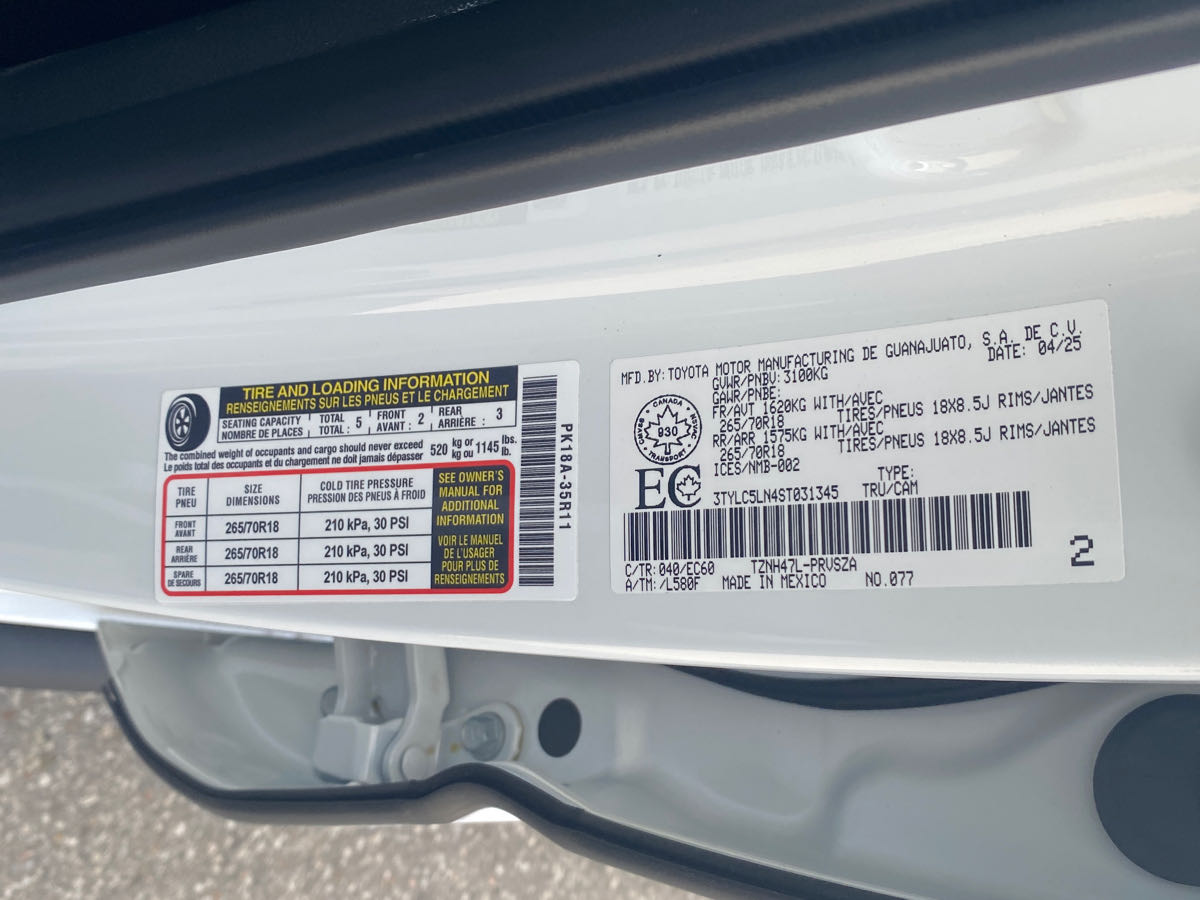 TIRE AND LOADING INFORMATION
RENSEIGNEMENTS SUR LES PNEUS ET LE CHARGEMENT
SEATING CAPACITY TOTAL : 5 FRONT 2 REAR 3
NOMBRE DE PLACES TOTAL : AVANT : ARRIÈRE :
The combined weight of occupants and cargo should never exceed 520 kg or 1145 lbs.
Le poids total des occupants et du chargement ne doit jamais dépasser kg ou lb.
TIRE SIZE COLD TIRE PRESSURE
PNEU DIMENSIONS PRESSION DES PNEUS À FROID
FRONT
AVANT 265/70R18 210 kPa, 30 PSI
REAR
ARRIÈRE 265/70R18 210 kPa, 30 PSI
SPARE
DE SECOURS 265/70R18 210 kPa, 30 PSI
SEE OWNER'S
MANUAL FOR
ADDITIONAL
INFORMATION
VOIR LE MANUEL
DE L'USAGER
POUR PLUS DE
RENSEIGNEMENTS
PK18A-35R11
MFD.BY:TOYOTA MOTOR MANUFACTURING DE GUANAJUATO, S.A. DE C.V.
GVWR/PNBV:3100KG DATE: 04/25
GAWR/PNBE:
FR/AVT 1620KG WITH/AVEC
265/70R18 TIRES/PNEUS 18X8.5J RIMS/JANTES
RR/ARR 1575KG WITH/AVEC
265/70R18 TIRES/PNEUS 18X8.5J RIMS/JANTES
ICES/NMB-002
CANADA
930
TRANSPORT
EC
TYPE:
3TYLC5LN4ST031345 TRU/CAM
C/TR:040/EC60 TZNH47L-PRVSZA
A/TM:/L580F MADE IN MEXICO NO.077
2